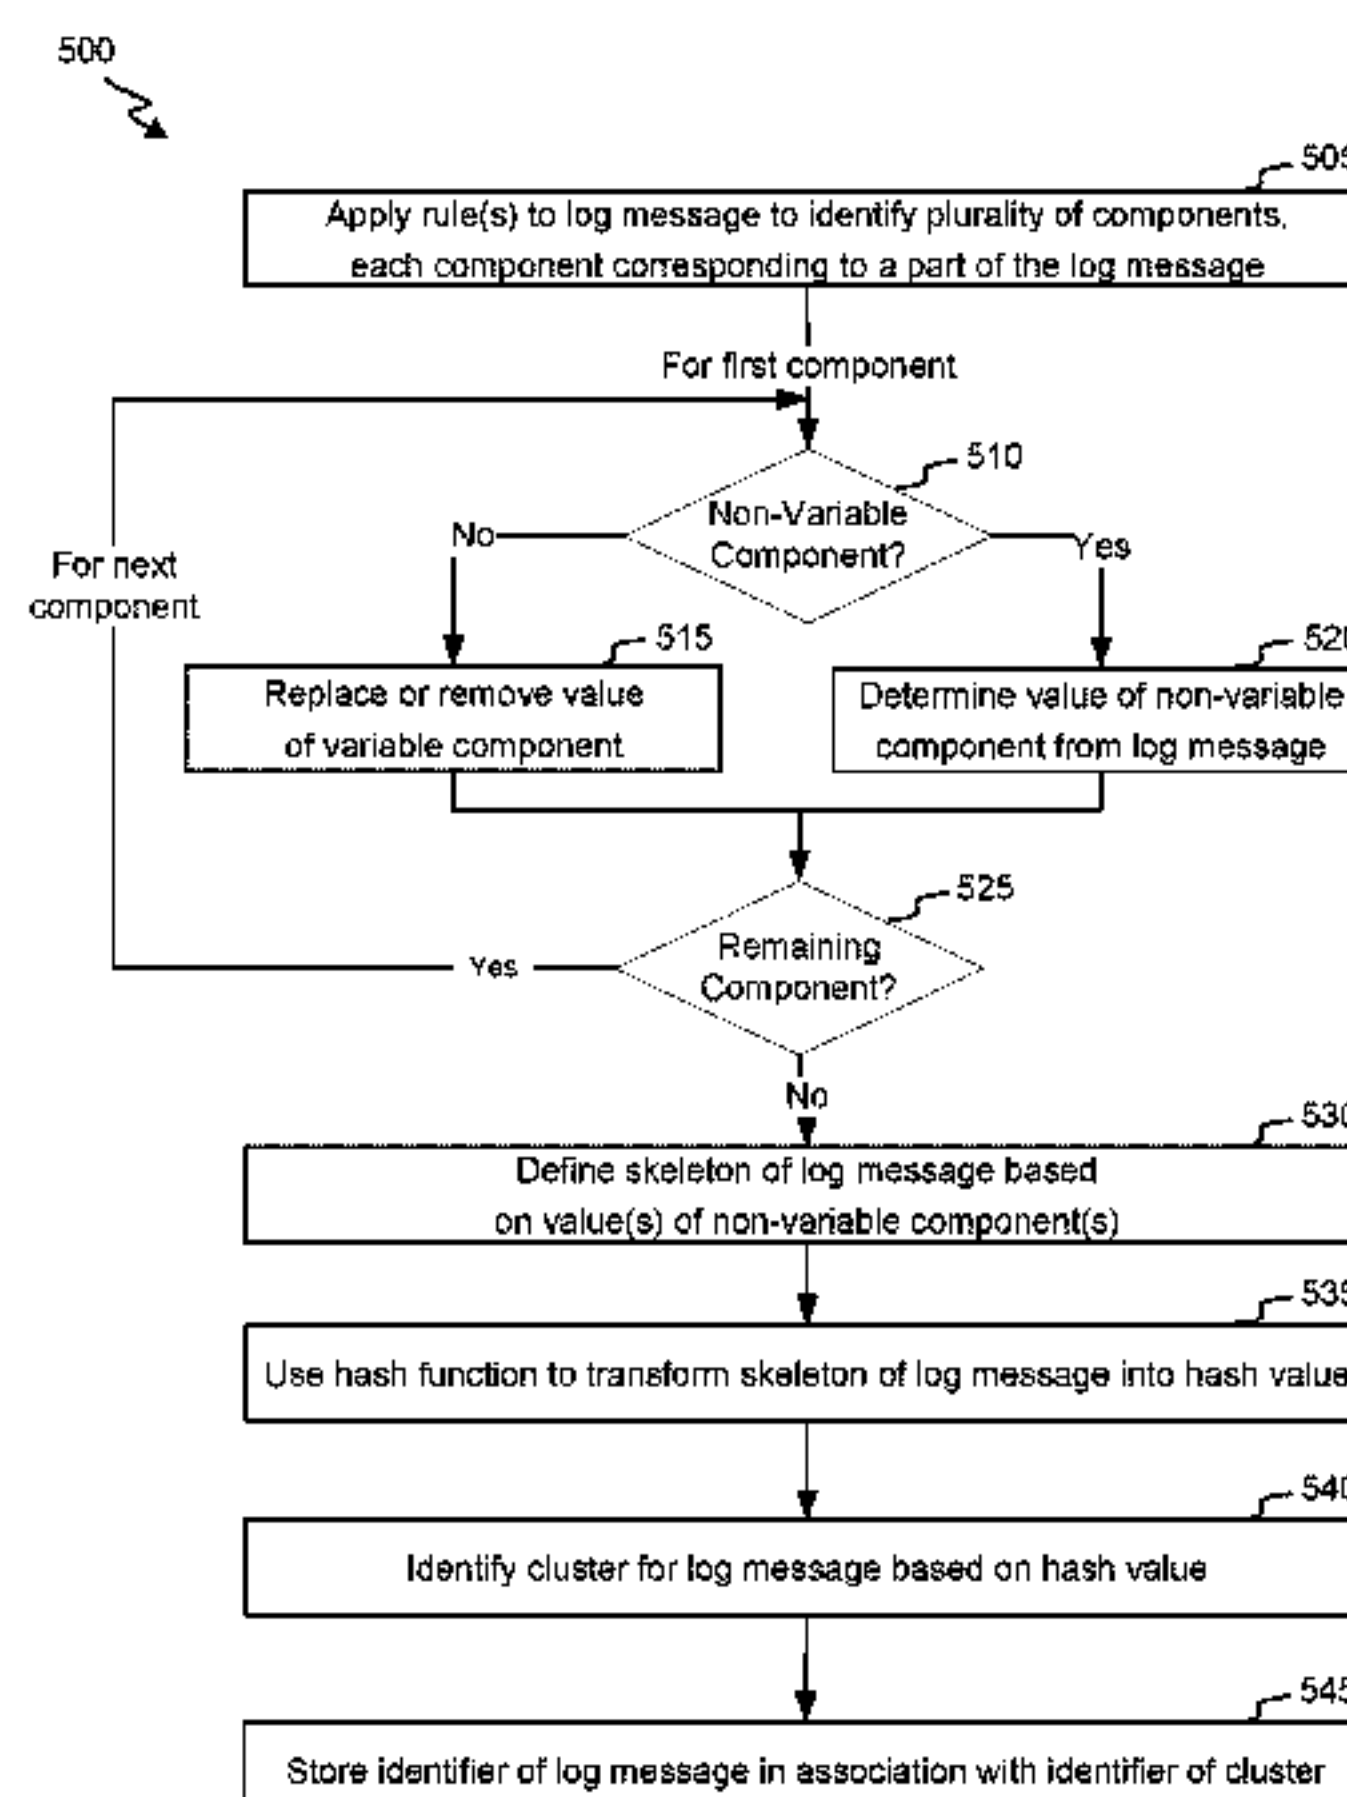 500
505
Apply rule(s) to log message to identify plurality of components,
each component corresponding to a part of the log message
For first component
510
Non-Variable
Component?
No
Yes
For next
component
515
520
Replace or remove value
of variable component
Determine value of non-variable
component from log message
525
Remaining
Component?
Yes
No
530
Define skeleton of log message based
on value(s) of non-variable component(s)
535
Use hash function to transform skeleton of log message into hash value
540
Identify cluster for log message based on hash value
545
Store identifier of log message in association with identifier of cluster